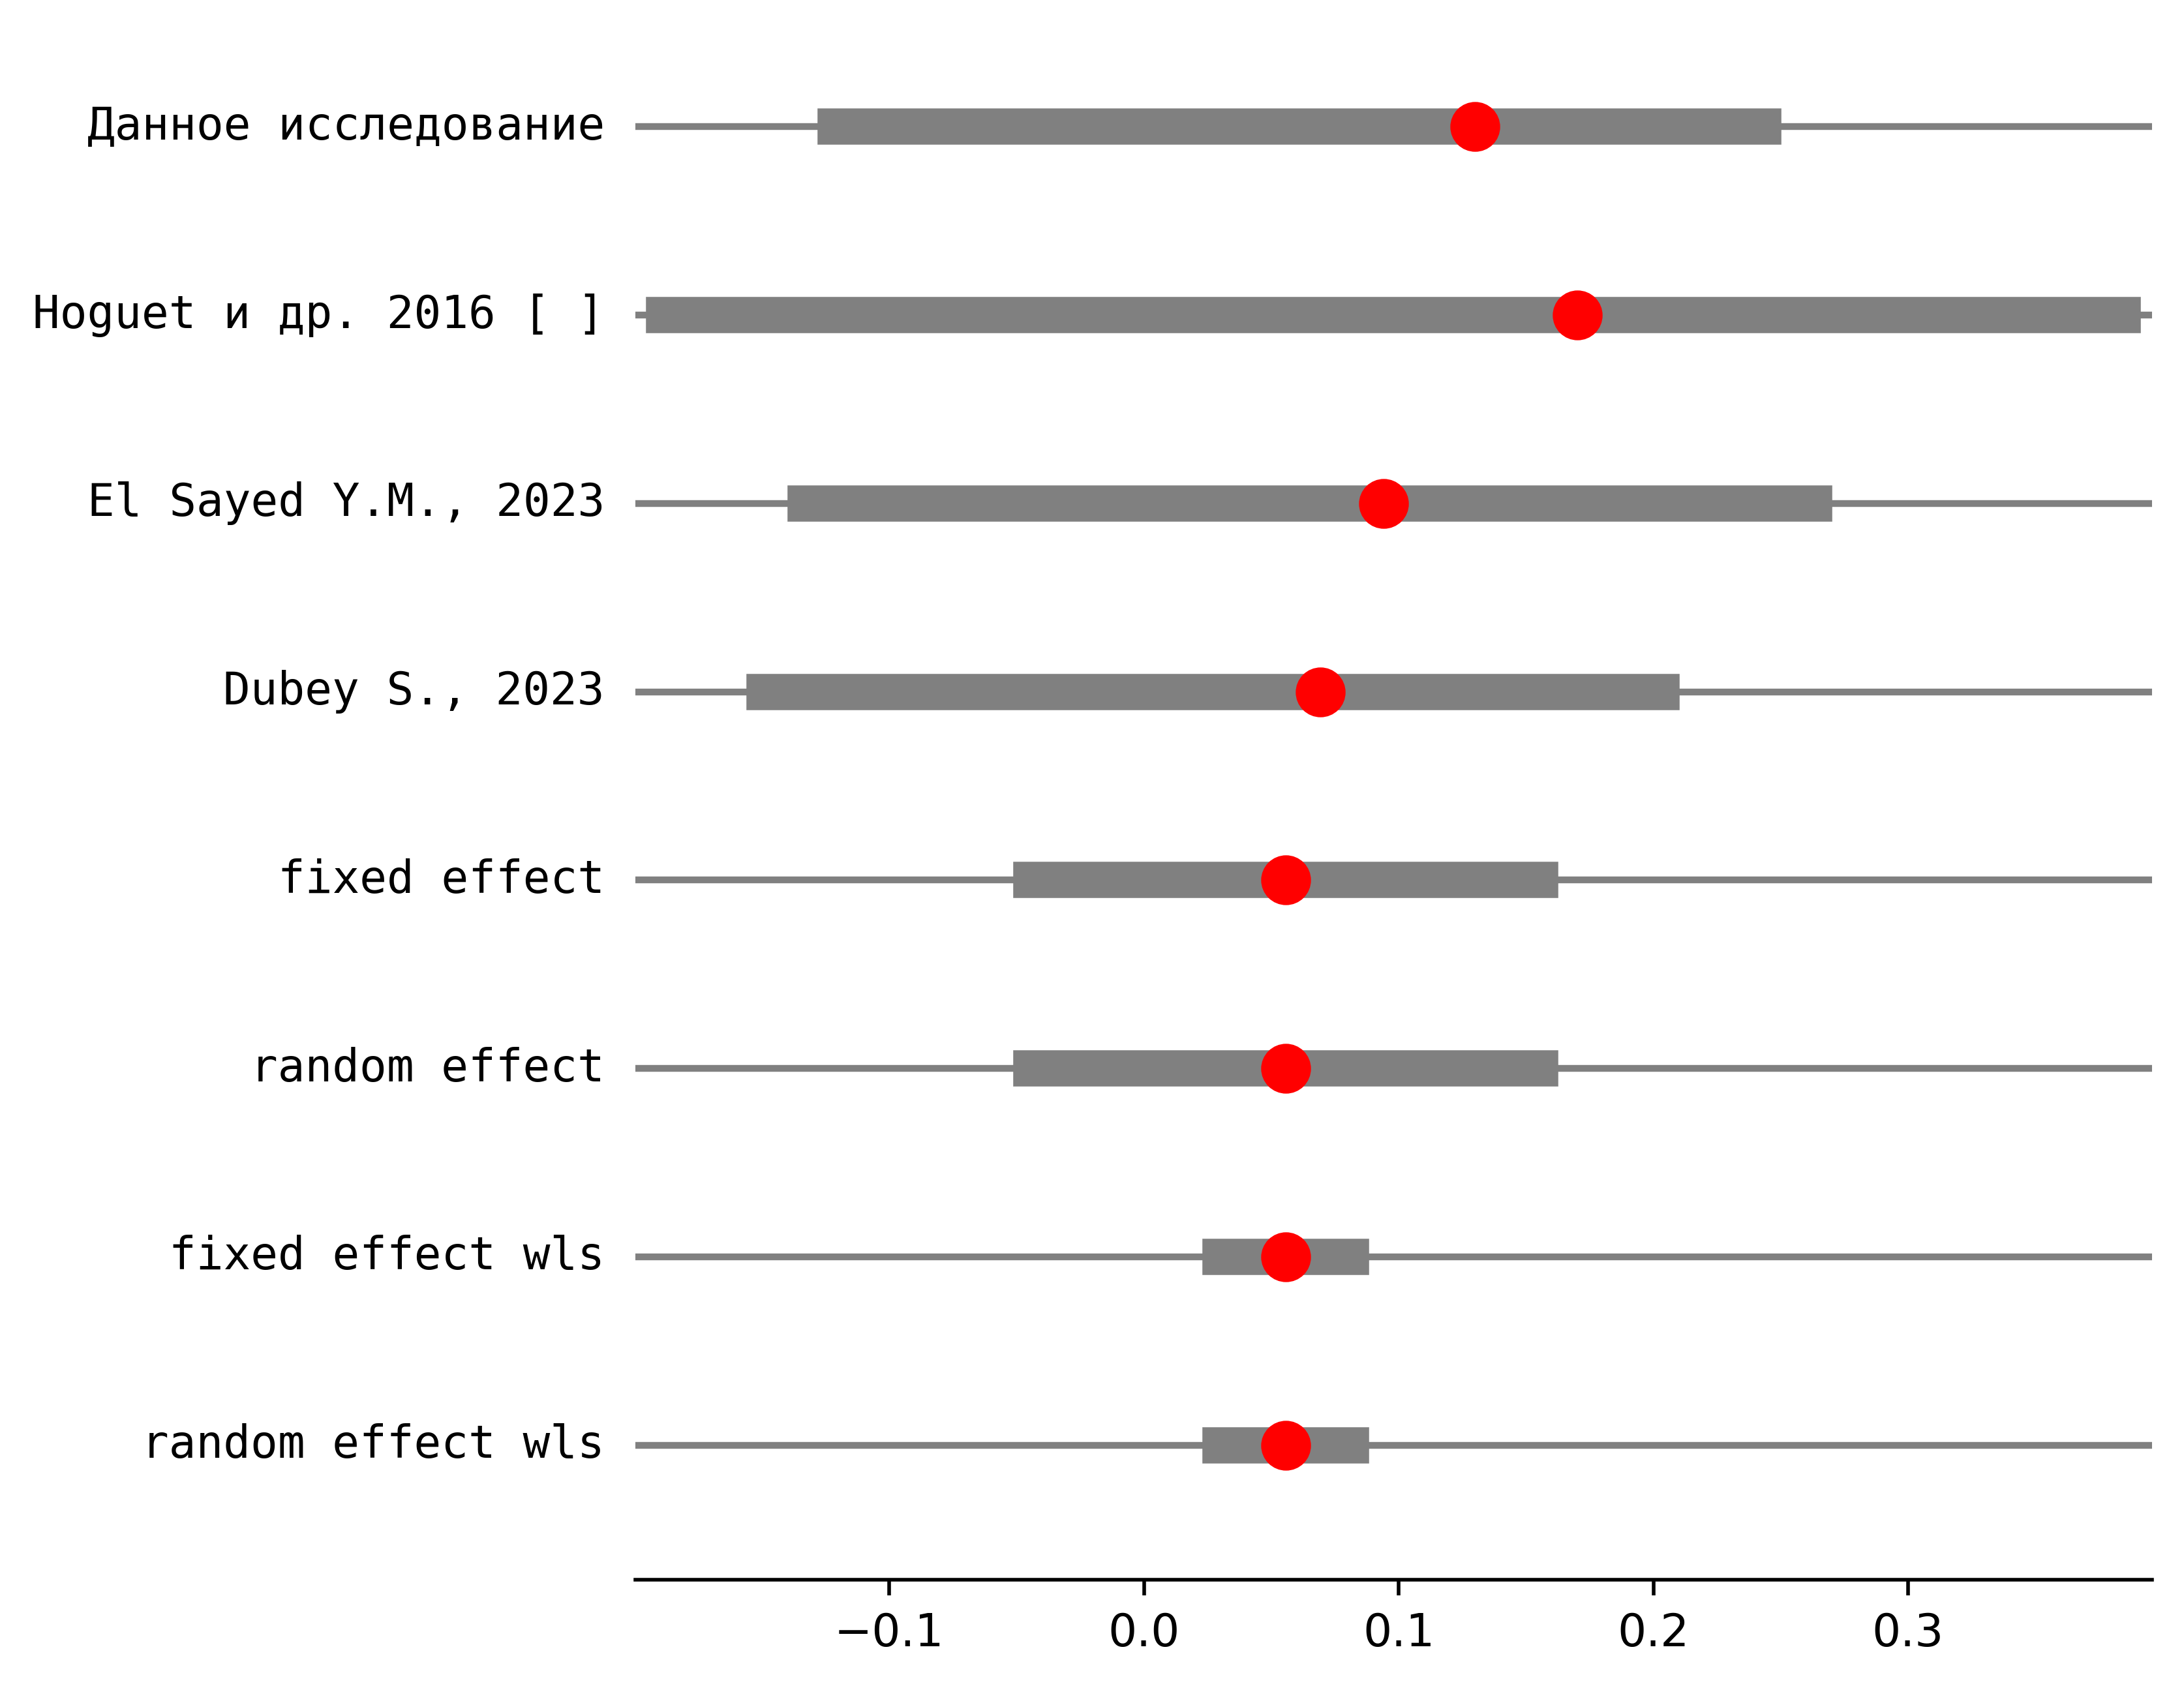 Данное исследование
Hoguet и др. 2016 [ ]
El Sayed Y.M., 2023
Dubey S., 2023
fixed effect
random effect
fixed effect wls
random effect wls
−0.1 0.0 0.1 0.2 0.3